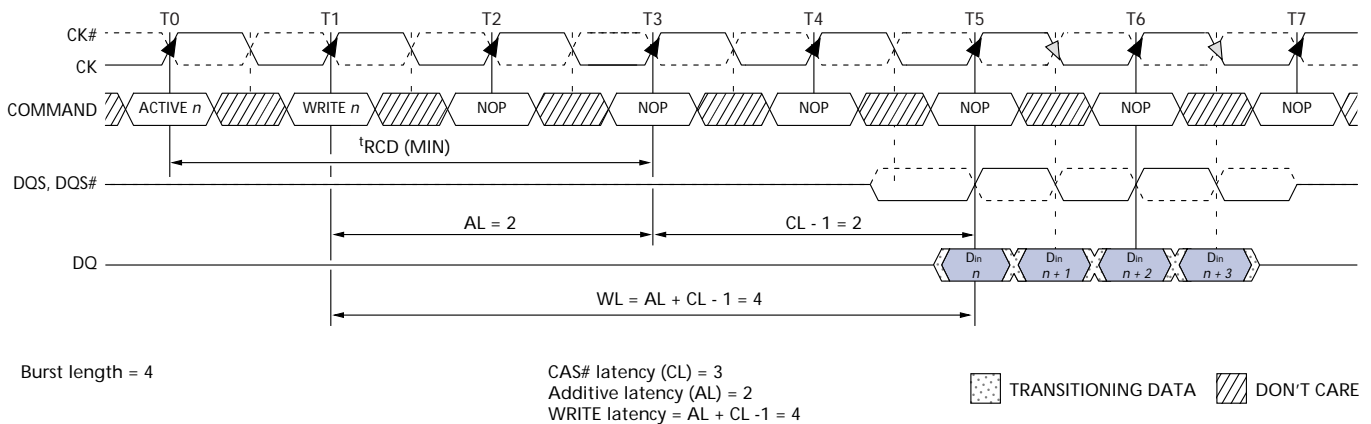 T0 T1 T2 T3 T4 T5 T6 T7
CK#
CK
COMMAND ACTIVE n WRITE n NOP NOP NOP NOP NOP NOP
tRCD (MIN)
DQS, DQS#
AL = 2 CL - 1 = 2
DQ Din n Din n + 1 Din n + 2 Din n + 3
WL = AL + CL - 1 = 4
Burst length = 4
CAS# latency (CL) = 3
Additive latency (AL) = 2
WRITE latency = AL + CL -1 = 4
TRANSITIONING DATA DON'T CARE